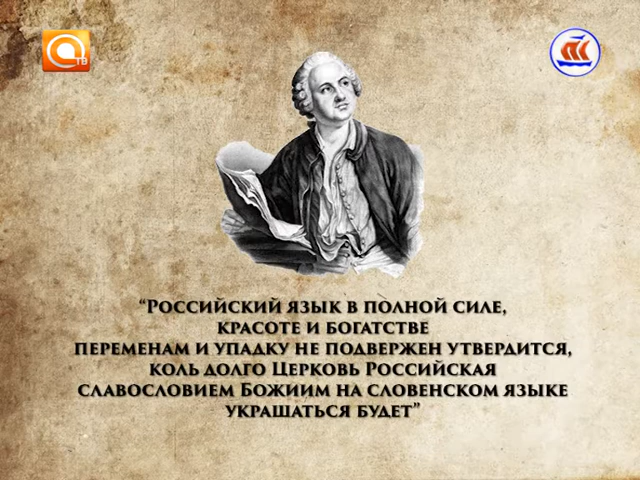 ТВ
“Российский язык в полной силе,
красоте и богатстве
переменам и упадку не подвержен утвердится,
коль долго Церковь Российская
славословием Божиим на словенском языке
украшаться будет”